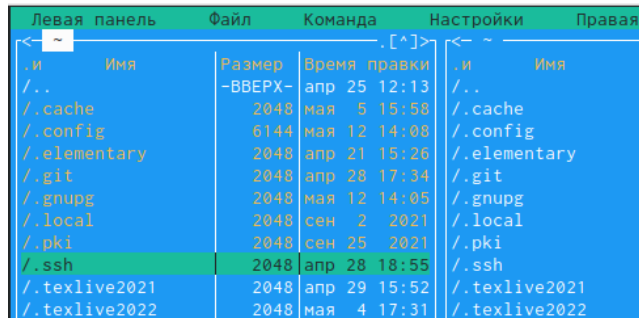 Левая панель Файл Команда Настройки Правая
<— ~ .[^]> <— ~
.и Имя Размер Время правки .и Имя
/.. -ВВЕРХ- апр 25 12:13 /..
/.cache 2048 мая 5 15:58 /.cache
/.config 6144 мая 12 14:08 /.config
/.elementary 2048 апр 21 15:26 /.elementary
/.git 2048 апр 28 17:34 /.git
/.gnupg 2048 мая 12 14:05 /.gnupg
/.local 2048 сен 2 2021 /.local
/.pki 2048 сен 25 2021 /.pki
/.ssh 2048 апр 28 18:55 /.ssh
/.texlive2021 2048 апр 29 15:52 /.texlive2021
/.texlive2022 2048 мая 4 17:31 /.texlive2022